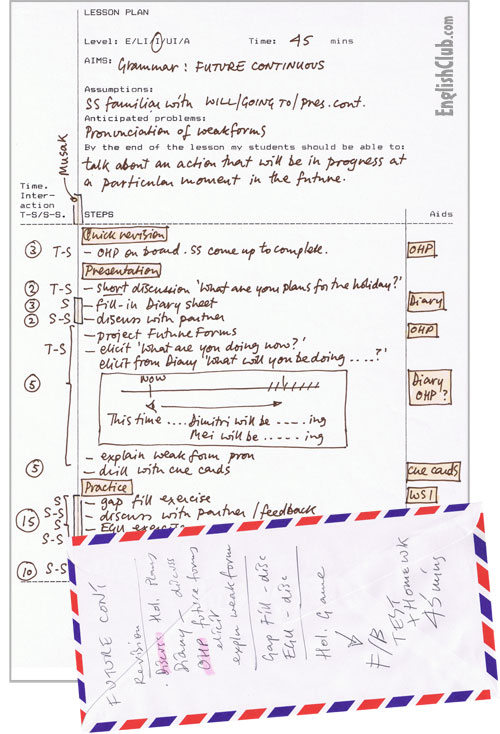 LESSON PLAN
Level: E/LI/I/UI/A Time: 45 mins
AIMS: Grammar: FUTURE CONTINUOUS
Assumptions:
SS familiar with WILL/GOING TO/pres.cont.
Anticipated problems:
Pronunciation of weakforms
By the end of the lesson my students should be able to:
talk about an action that will be in progress at
a particular moment in the future.
EnglishClub.com
Musak
Time.
Inter-
action
T-S/S-S. STEPS Aids
Quick revision
3 T-S - OHP on board. SS come up to complete. OHP
Presentation
2 T-S - short discussion 'What are your plans for the holiday?'
3 S - fill-in Diary sheet Diary
2 S-S - discuss with partner
- project Future Forms OHP
T-S - elicit 'What are you doing now?'
elicit from Diary 'What will you be doing ....?'
5 Diary
OHP?
NOW
This time .... Dimitri will be ---- ing
Mei will be ----- ing
- explain weak form pron
5 - drill with cue cards cue cards
Practice
S - gap fill exercise WS1
15 S-S - discuss with partner/feedback
S - EGU exercise
S-S
10 S-S
FUTURE CONT
Revision
Discuss Hol. Plans
Diary - discuss
OHP future forms
elicit
explain weak form
Gap Fill - disc
EGU - disc
Hol. Game
F/B
TEST
+ HOMEWK
45 mins